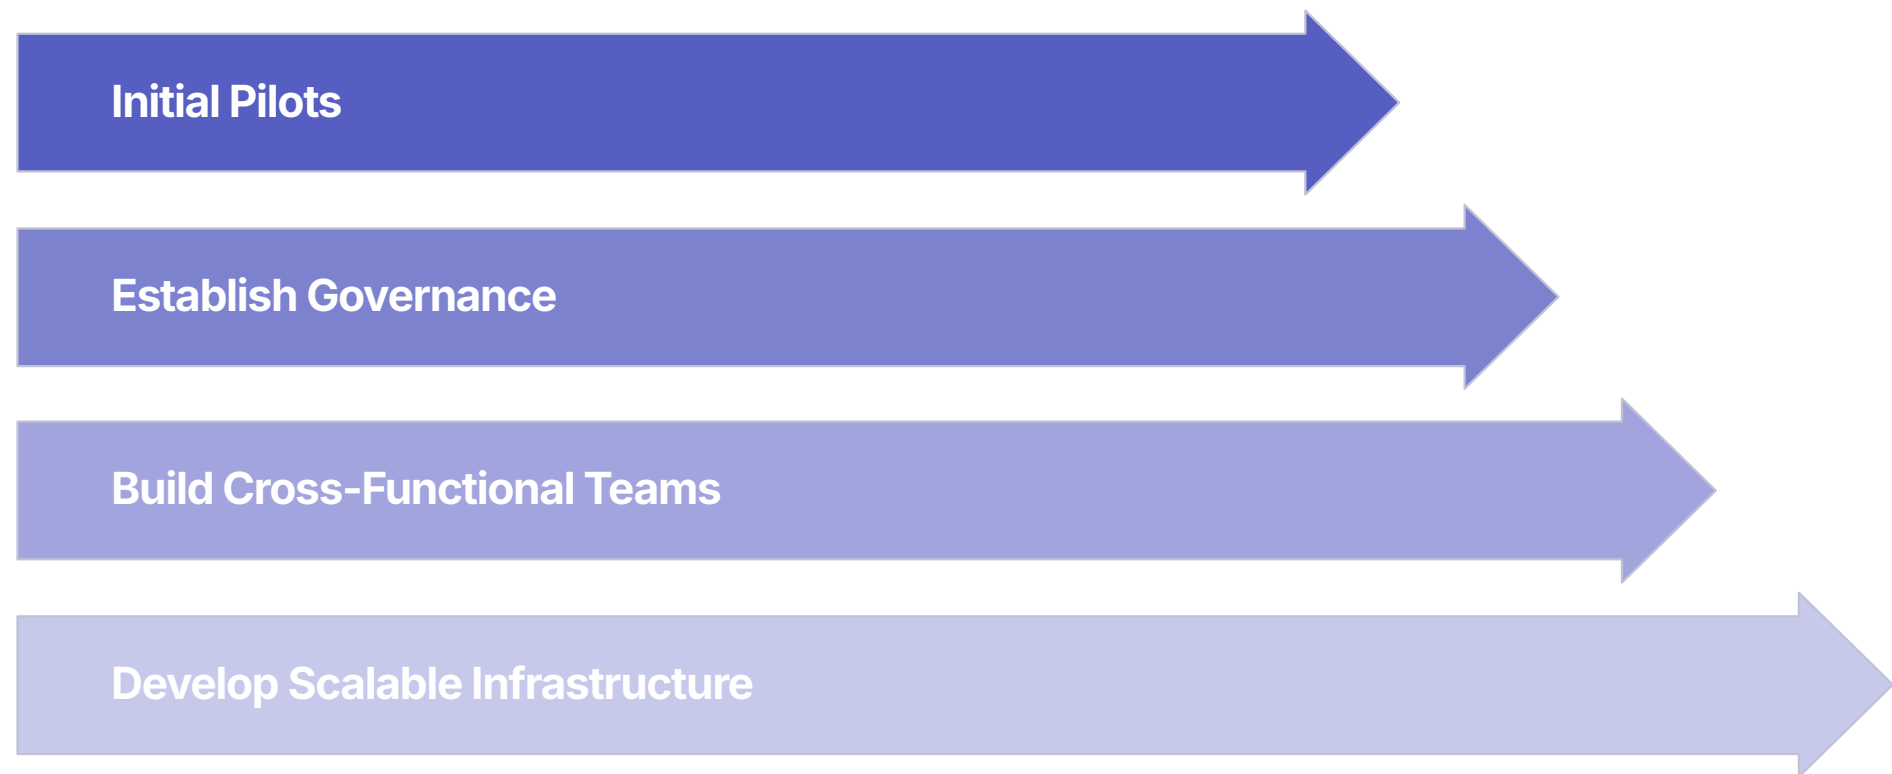 Initial Pilots
Establish Governance
Build Cross-Functional Teams
Develop Scalable Infrastructure